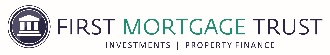 FIRST MORTGAGE TRUST
INVESTMENTS | PROPERTY FINANCE